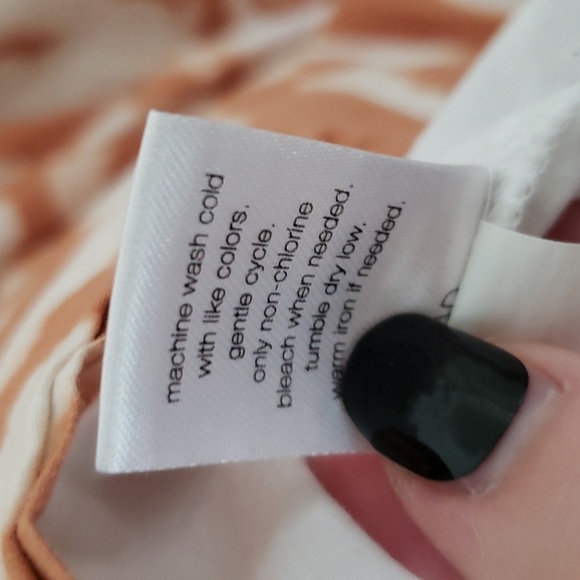 machine wash cold
with like colors.
gentle cycle.
only non-chlorine
bleach when needed.
tumble dry low.
warm iron if needed.